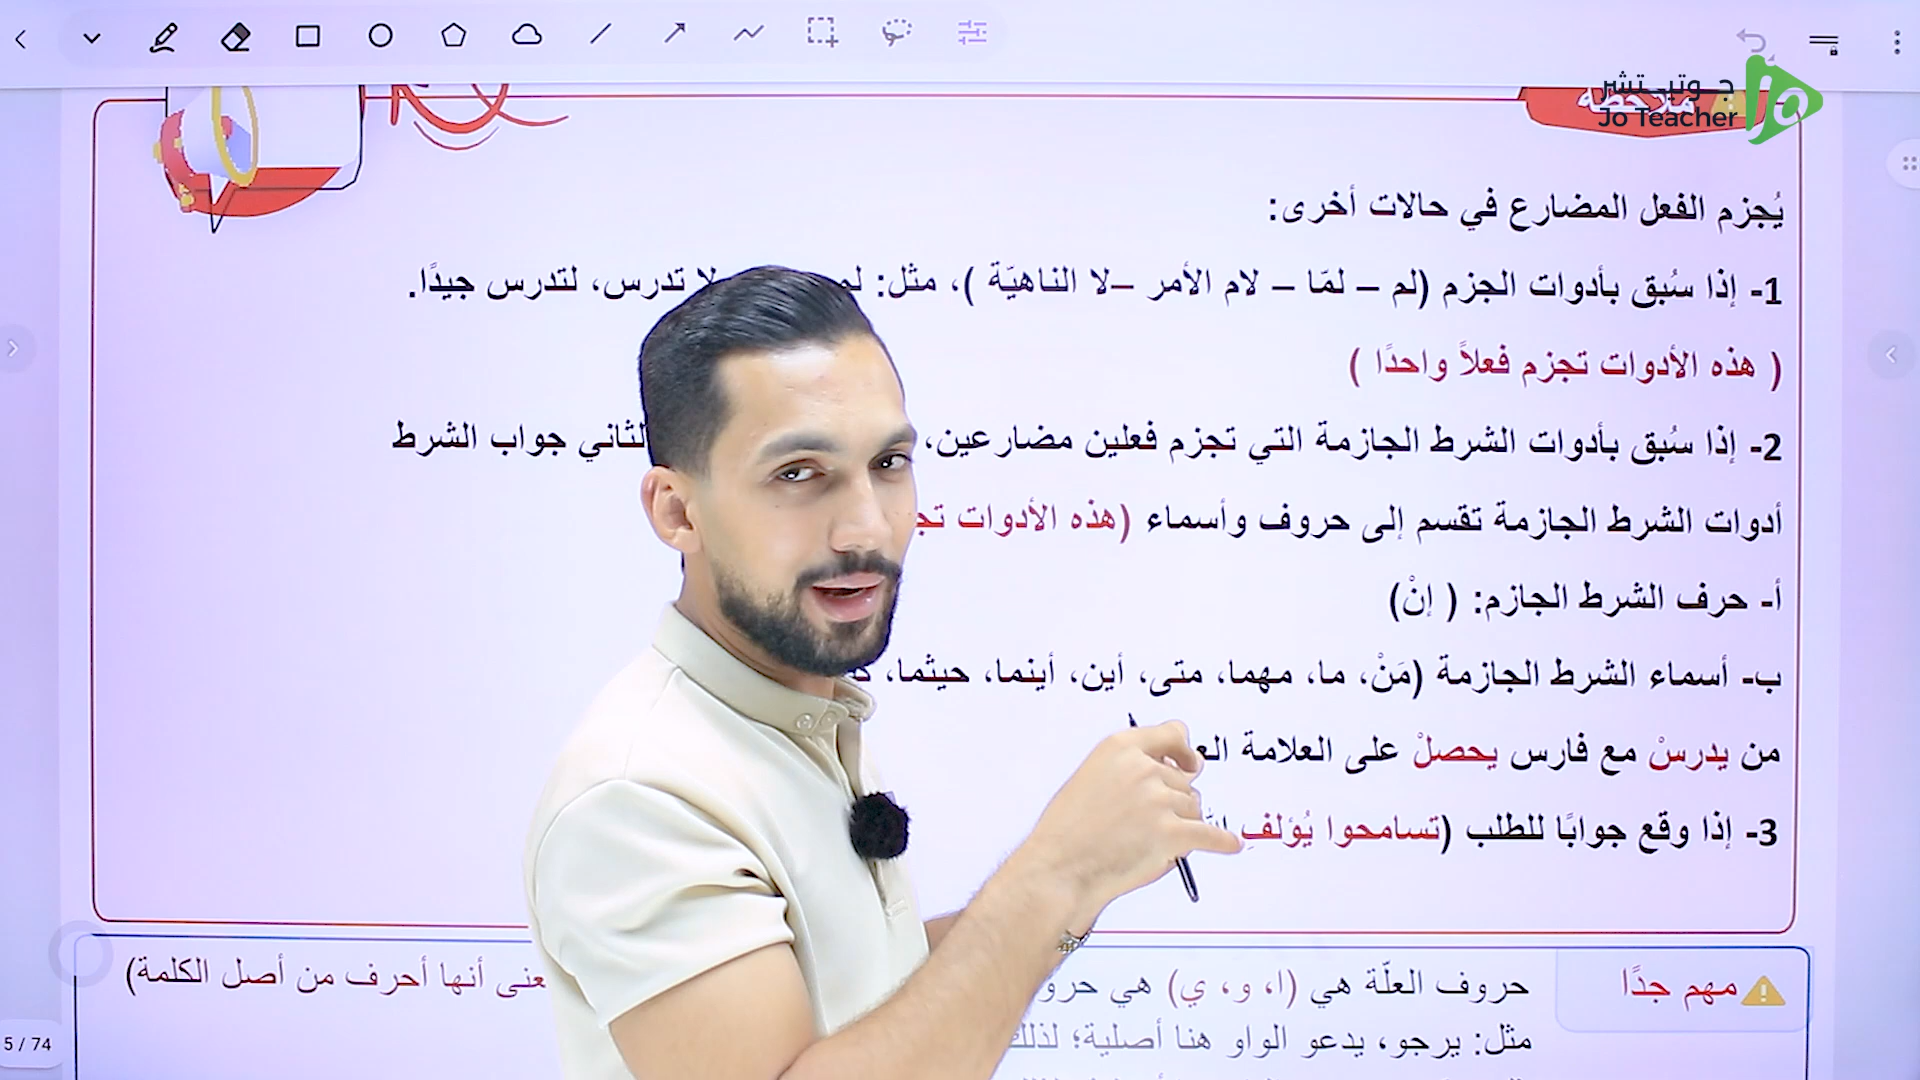 جـوتيـتشر
Jo Teacher
ملاحظة
يُجزم الفعل المضارع في حالات أخرى:
1- إذا سُبق بأدوات الجزم (لم – لمّا – لام الأمر –لا الناهيّة )، مثل: لم لا تدرس، لتدرس جيدًا.
( هذه الأدوات تجزم فعلاً واحدًا )
2- إذا سُبق بأدوات الشرط الجازمة التي تجزم فعلين مضارعين، الثاني جواب الشرط
أدوات الشرط الجازمة تقسم إلى حروف وأسماء (هذه الأدوات
أ- حرف الشرط الجازم: ( إنْ)
ب- أسماء الشرط الجازمة (مَنْ، ما، مهما، متى، أين، أينما، حيثما،
من يدرسْ مع فارس يحصلْ على العلامة
3- إذا وقع جوابًا للطلب (تسامحوا يُؤلفِ
مهم جدًا
حروف العلّة هي (ا، و، ي) هي أنها أحرف من أصل الكلمة)
مثل: يرجو، يدعو الواو هنا أصلية؛
5 / 74